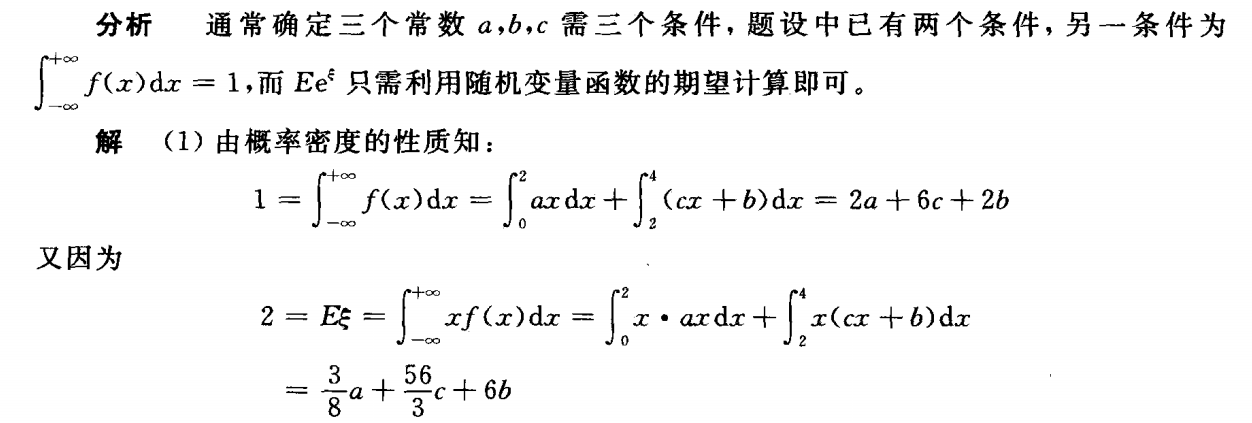 分析 通常确定三个常数 a,b,c 需三个条件,题设中已有两个条件,另一条件为
∫_{-∞}^{+∞} f(x)dx = 1,而 Ee^ξ 只需利用随机变量函数的期望计算即可。
解 (1) 由概率密度的性质知:
1 = ∫_{-∞}^{+∞} f(x)dx = ∫_0^2 axdx + ∫_2^4 (cx + b)dx = 2a + 6c + 2b
又因为
2 = Eξ = ∫_{-∞}^{+∞} xf(x)dx = ∫_0^2 x · axdx + ∫_2^4 x(cx + b)dx
= 3/8 a + 56/3 c + 6b